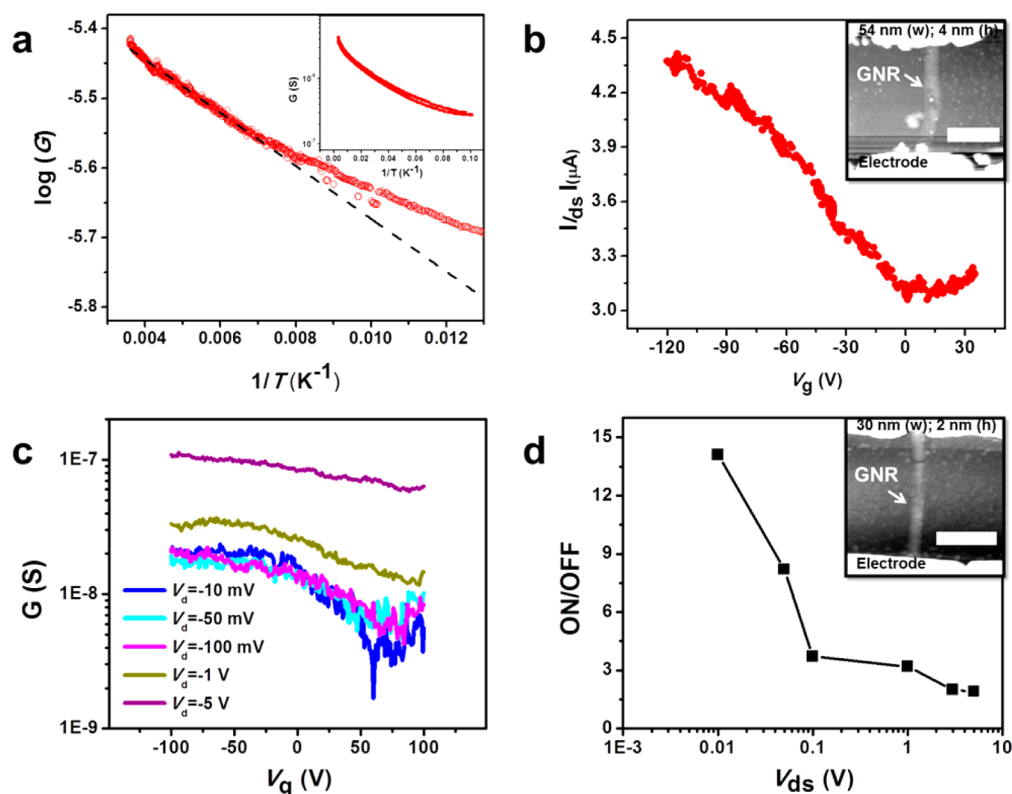 a
log (G)
-5.4
-5.5
-5.6
-5.7
-5.8
0.004 0.006 0.008 0.010 0.012
1/T (K-1)
G (S)
10-6
10-7
0.00 0.02 0.04 0.06 0.08 0.10
1/T (K-1)
b
I/ds I(μA)
4.5
4.2
3.9
3.6
3.3
3.0
-120 -90 -60 -30 0 30
Vg (V)
54 nm (w); 4 nm (h)
GNR
Electrode
c
G (S)
1E-7
1E-8
1E-9
Vd=-10 mV
Vd=-50 mV
Vd=-100 mV
Vd=-1 V
Vd=-5 V
-100 -50 0 50 100
Vg (V)
d
ON/OFF
15
12
9
6
3
0
1E-3 0.01 0.1 1 10
Vds (V)
30 nm (w); 2 nm (h)
GNR
Electrode